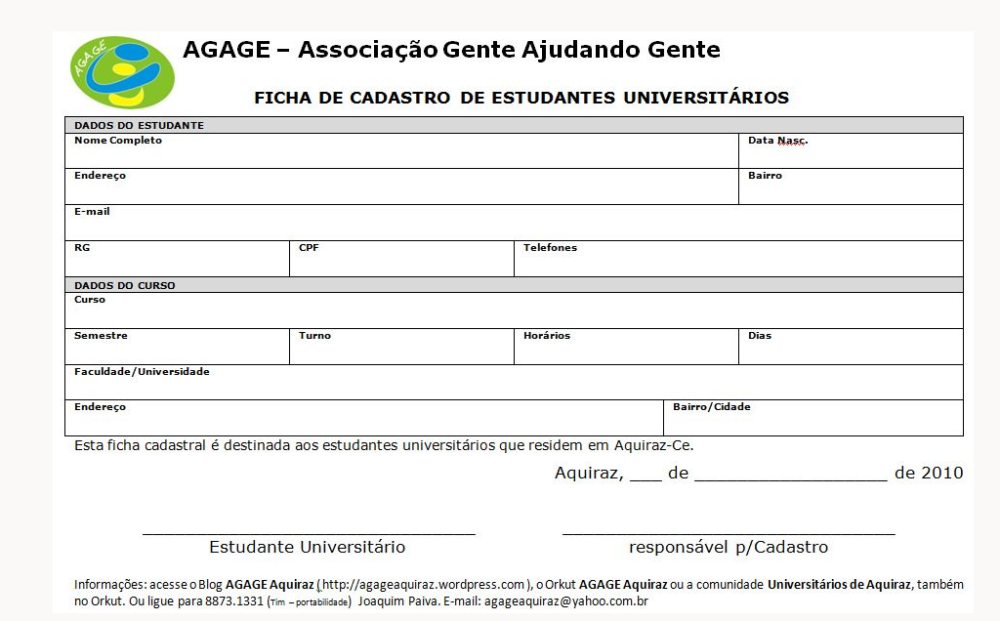 AGAGE
AGAGE – Associação Gente Ajudando Gente
FICHA DE CADASTRO DE ESTUDANTES UNIVERSITÁRIOS
DADOS DO ESTUDANTE
Nome Completo Data Nasc.
Endereço Bairro
E-mail
RG CPF Telefones
DADOS DO CURSO
Curso
Semestre Turno Horários Dias
Faculdade/Universidade
Endereço Bairro/Cidade
Esta ficha cadastral é destinada aos estudantes universitários que residem em Aquiraz-Ce.
Aquiraz, ___ de ___________________ de 2010
Estudante Universitário responsável p/Cadastro
Informações: acesse o Blog AGAGE Aquiraz ( http://agageaquiraz.wordpress.com ), o Orkut AGAGE Aquiraz ou a comunidade Universitários de Aquiraz, também
no Orkut. Ou ligue para 8873.1331 (Tim – portabilidade) Joaquim Paiva. E-mail: agageaquiraz@yahoo.com.br